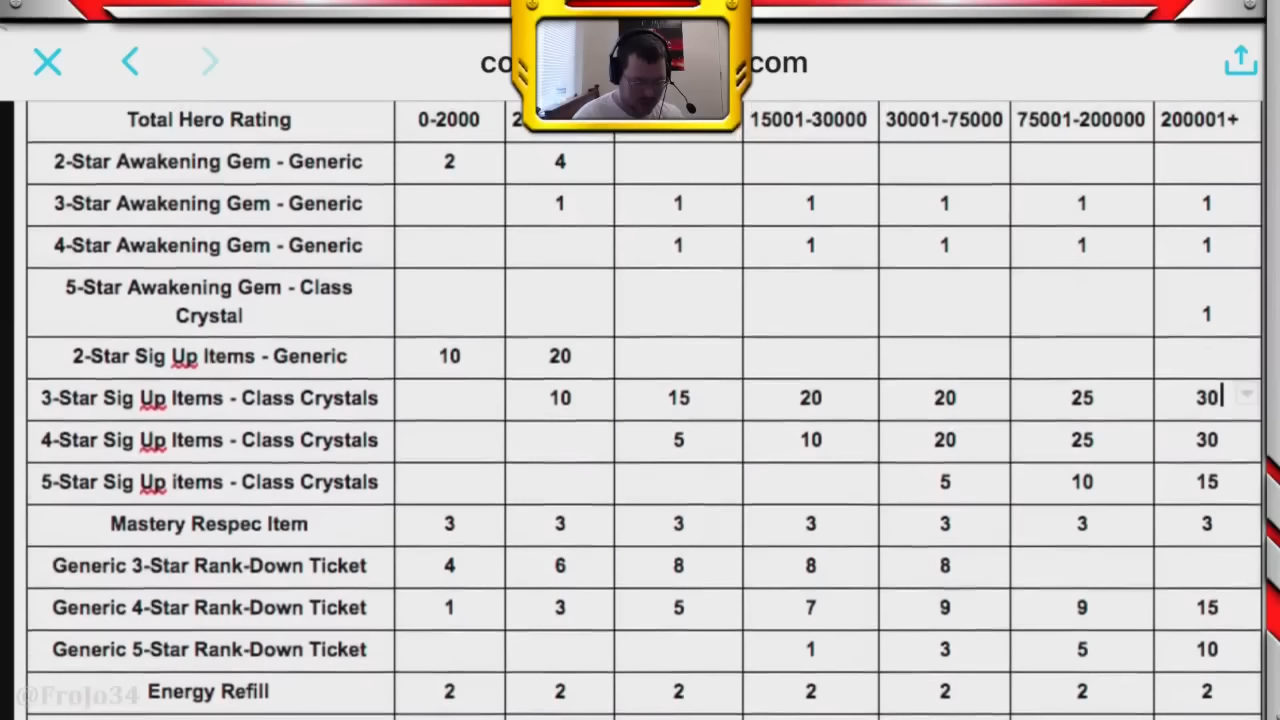 co com
Total Hero Rating 0-2000 2 15001-30000 30001-75000 75001-200000 200001+
2-Star Awakening Gem - Generic 2 4
3-Star Awakening Gem - Generic 1 1 1 1 1 1
4-Star Awakening Gem - Generic 1 1 1 1 1
5-Star Awakening Gem - Class
Crystal 1
2-Star Sig Up Items - Generic 10 20
3-Star Sig Up Items - Class Crystals 10 15 20 20 25 30
4-Star Sig Up Items - Class Crystals 5 10 20 25 30
5-Star Sig Up items - Class Crystals 5 10 15
Mastery Respec Item 3 3 3 3 3 3 3
Generic 3-Star Rank-Down Ticket 4 6 8 8 8
Generic 4-Star Rank-Down Ticket 1 3 5 7 9 9 15
Generic 5-Star Rank-Down Ticket 1 3 5 10
Energy Refill 2 2 2 2 2 2 2
@FroJo34